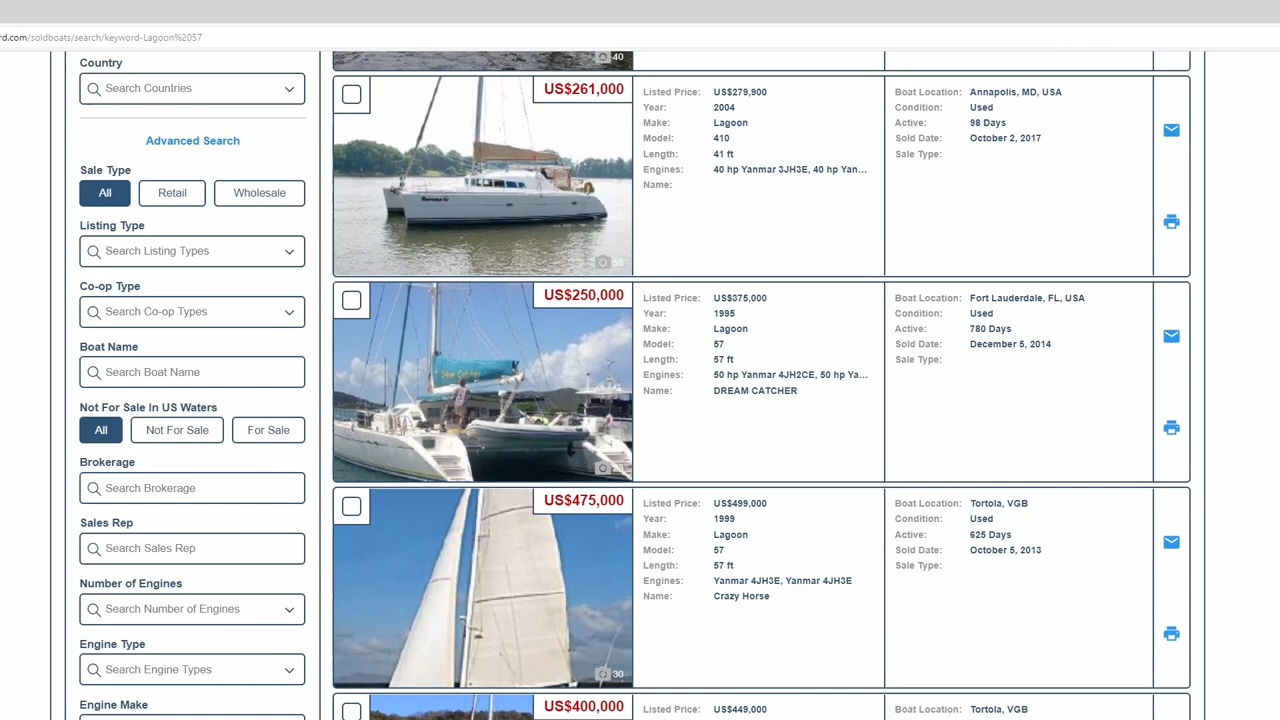 rd.com/soldboats/search/keyword-Lagoon%2057
Country
Search Countries
Advanced Search
Sale Type
All Retail Wholesale
Listing Type
Search Listing Types
Co-op Type
Search Co-op Types
Boat Name
Search Boat Name
Not For Sale In US Waters
All Not For Sale For Sale
Brokerage
Search Brokerage
Sales Rep
Search Sales Rep
Number of Engines
Search Number of Engines
Engine Type
Search Engine Types
Engine Make
40
US$261,000
56
Listed Price: US$279,900
Year: 2004
Make: Lagoon
Model: 410
Length: 41 ft
Engines: 40 hp Yanmar 3JH3E, 40 hp Yan...
Name:
Boat Location: Annapolis, MD, USA
Condition: Used
Active: 98 Days
Sold Date: October 2, 2017
Sale Type:
US$250,000
Dream Catcher
Listed Price: US$375,000
Year: 1995
Make: Lagoon
Model: 57
Length: 57 ft
Engines: 50 hp Yanmar 4JH2CE, 50 hp Ya...
Name: DREAM CATCHER
Boat Location: Fort Lauderdale, FL, USA
Condition: Used
Active: 780 Days
Sold Date: December 5, 2014
Sale Type:
US$475,000
30
Listed Price: US$499,000
Year: 1999
Make: Lagoon
Model: 57
Length: 57 ft
Engines: Yanmar 4JH3E, Yanmar 4JH3E
Name: Crazy Horse
Boat Location: Tortola, VGB
Condition: Used
Active: 625 Days
Sold Date: October 5, 2013
Sale Type:
US$400,000
Listed Price: US$449,000
Boat Location: Tortola, VGB